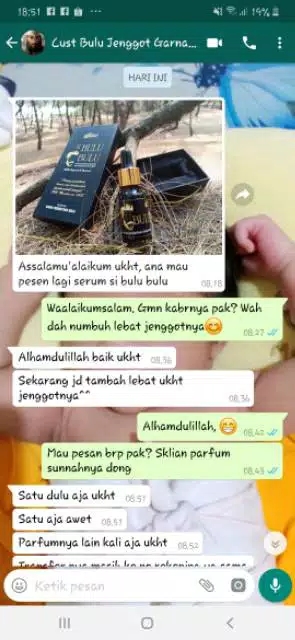 18:51
19%
Cust Bulu Jenggot Garna...
HARI INI
BULU
BULU
Assalamu'alaikum ukht, ana mau
pesen lagi serum si bulu bulu
08.18
Waalaikumsalam. Gmn kabrnya pak? Wah
dah numbuh lebat jenggotnya😄
08.27
Alhamdulillah baik ukht
08.36
Sekarang jd tambah lebat ukht
jenggotnya^^
08.36
Alhamdulillah, 😁
08.42
Mau pesan brp pak? Sklian parfum
sunnahnya dong
08.43
Satu dulu aja ukht
08.51
Satu aja awet
08.51
Parfumnya lain kali aja ukht
08.52
Ketik pesan